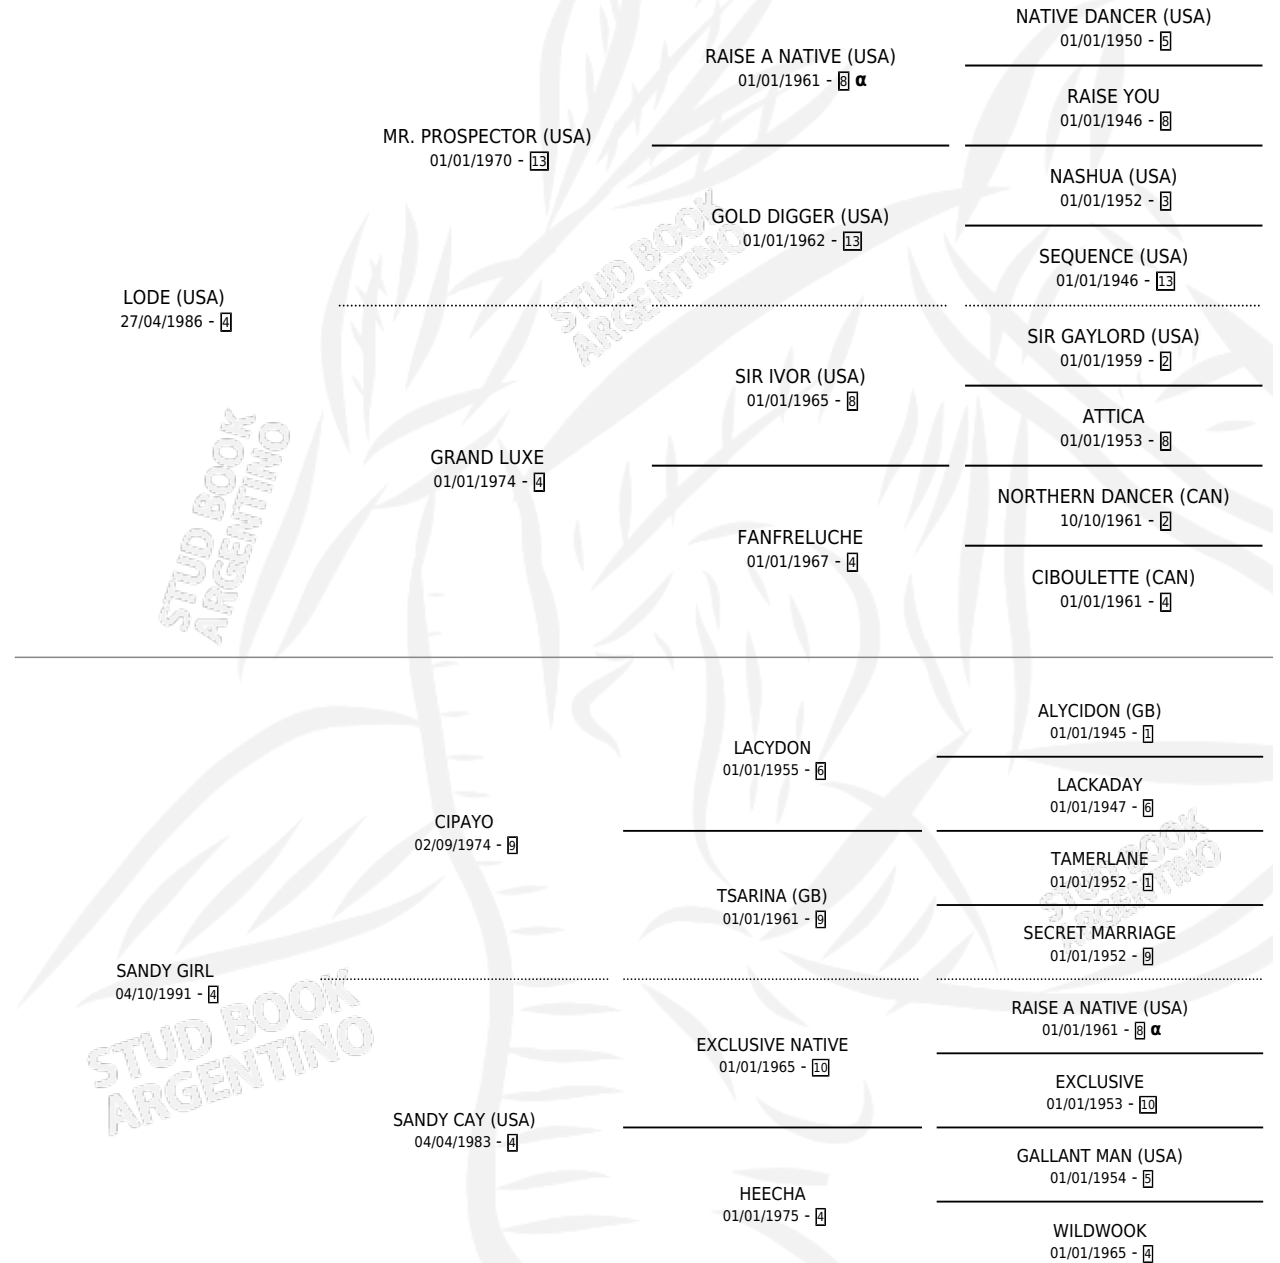 NATIVE DANCER (USA)
01/01/1950 - 5
RAISE A NATIVE (USA)
01/01/1961 - 8 α
RAISE YOU
01/01/1946 - 8
MR. PROSPECTOR (USA)
01/01/1970 - 13
NASHUA (USA)
01/01/1952 - 3
GOLD DIGGER (USA)
01/01/1962 - 13
SEQUENCE (USA)
01/01/1946 - 13
LODE (USA)
27/04/1986 - 4
SIR GAYLORD (USA)
01/01/1959 - 2
SIR IVOR (USA)
01/01/1965 - 8
ATTICA
01/01/1953 - 8
GRAND LUXE
01/01/1974 - 4
NORTHERN DANCER (CAN)
10/10/1961 - 2
FANFRELUCHE
01/01/1967 - 4
CIBOULETTE (CAN)
01/01/1961 - 4
ALYCIDON (GB)
01/01/1945 - 1
LACYDON
01/01/1955 - 6
LACKADAY
01/01/1947 - 6
CIPAYO
02/09/1974 - 9
TAMERLANE
01/01/1952 - 1
TSARINA (GB)
01/01/1961 - 9
SECRET MARRIAGE
01/01/1952 - 9
SANDY GIRL
04/10/1991 - 4
RAISE A NATIVE (USA)
01/01/1961 - 8 α
EXCLUSIVE NATIVE
01/01/1965 - 10
EXCLUSIVE
01/01/1953 - 10
SANDY CAY (USA)
04/04/1983 - 4
GALLANT MAN (USA)
01/01/1954 - 5
HEECHA
01/01/1975 - 4
WILDWOOK
01/01/1965 - 4
STUD BOOK
ARGENTINO
STUD BOOK
ARGENTINO
STUD BOOK
ARGENTINO
STUD BOOK
ARGENTINO